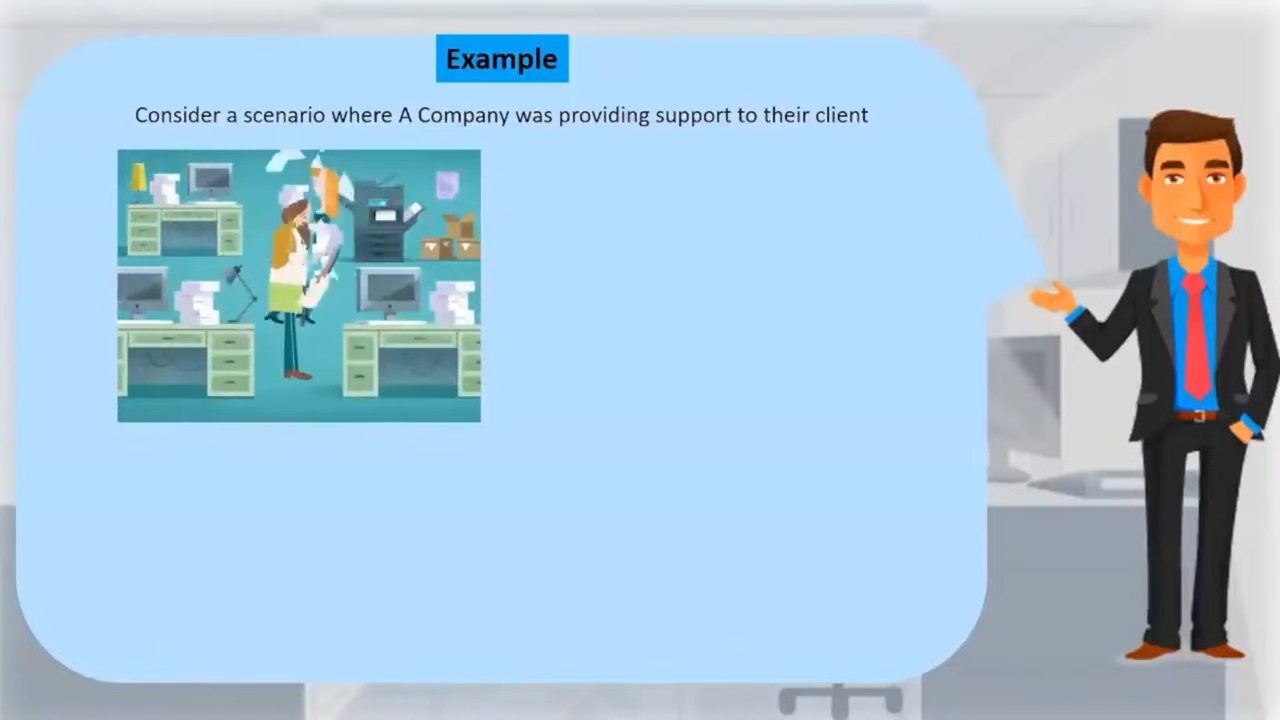 Example
Consider a scenario where A Company was providing support to their client